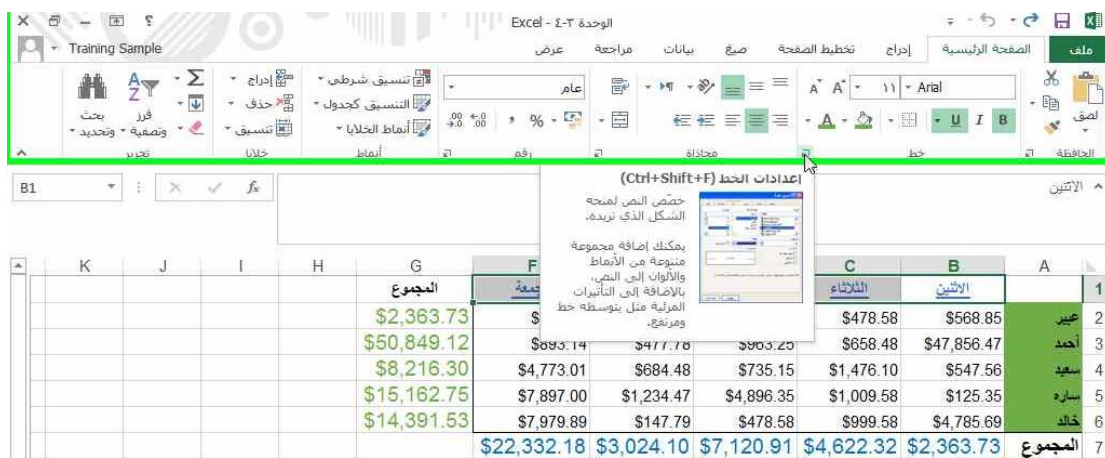 الوحدة ٣-٤ - Excel
Training Sample
ملف الصفحة الرئيسية إدراج تخطيط الصفحة صيغ بيانات مراجعة عرض
لصق
Arial ١١ A A
B I U A
عام
% , .00 .0
تنسيق شرطي
التنسيق كجدول
أنماط الخلايا
إدراج
حذف
تنسيق
فرز وتصفية
بحث وتحديد
الحافظة خط محاذاة رقم أنماط خلايا تحرير
B1 fx الاثنين
إعدادات الخط (Ctrl+Shift+F)
خصّص النص لمنحه
الشكل الذي تريده.
يمكنك إضافة مجموعة
متنوعة من الأنماط
والألوان إلى النص،
بالإضافة إلى التأثيرات
المرئية مثل يتوسطه خط
ومرتفع.
A B C F G H I J K
1 الاثنين الثلاثاء المجموع
2 عبير $568.85 $478.58 $ $2,363.73
3 أحمد $47,856.47 $658.48 $963.25 $477.78 $893.14 $50,849.12
4 سعيد $547.56 $1,476.10 $735.15 $684.48 $4,773.01 $8,216.30
5 ساره $125.35 $1,009.58 $4,896.35 $1,234.47 $7,897.00 $15,162.75
6 خالد $4,785.69 $999.58 $478.58 $147.79 $7,979.89 $14,391.53
7 المجموع $2,363.73 $4,622.32 $7,120.91 $3,024.10 $22,332.18